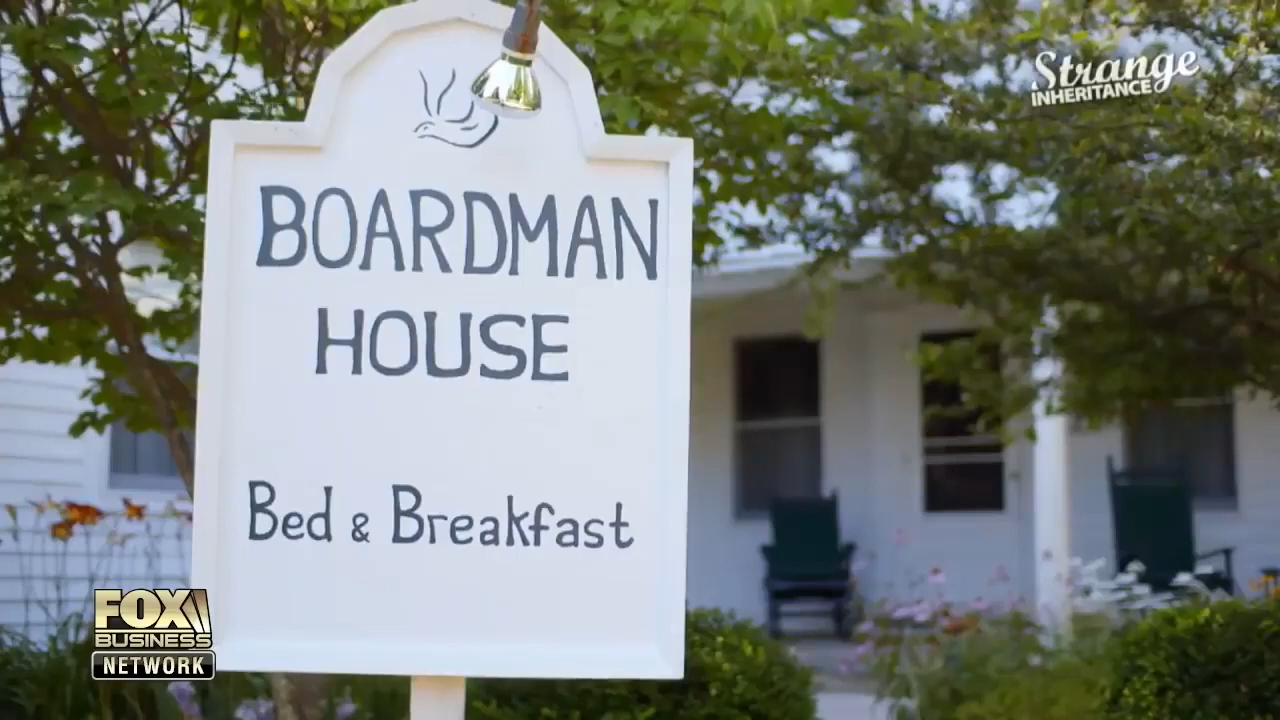 Strange
INHERITANCE
BOARDMAN
HOUSE
Bed & Breakfast
FOX
BUSINESS
NETWORK